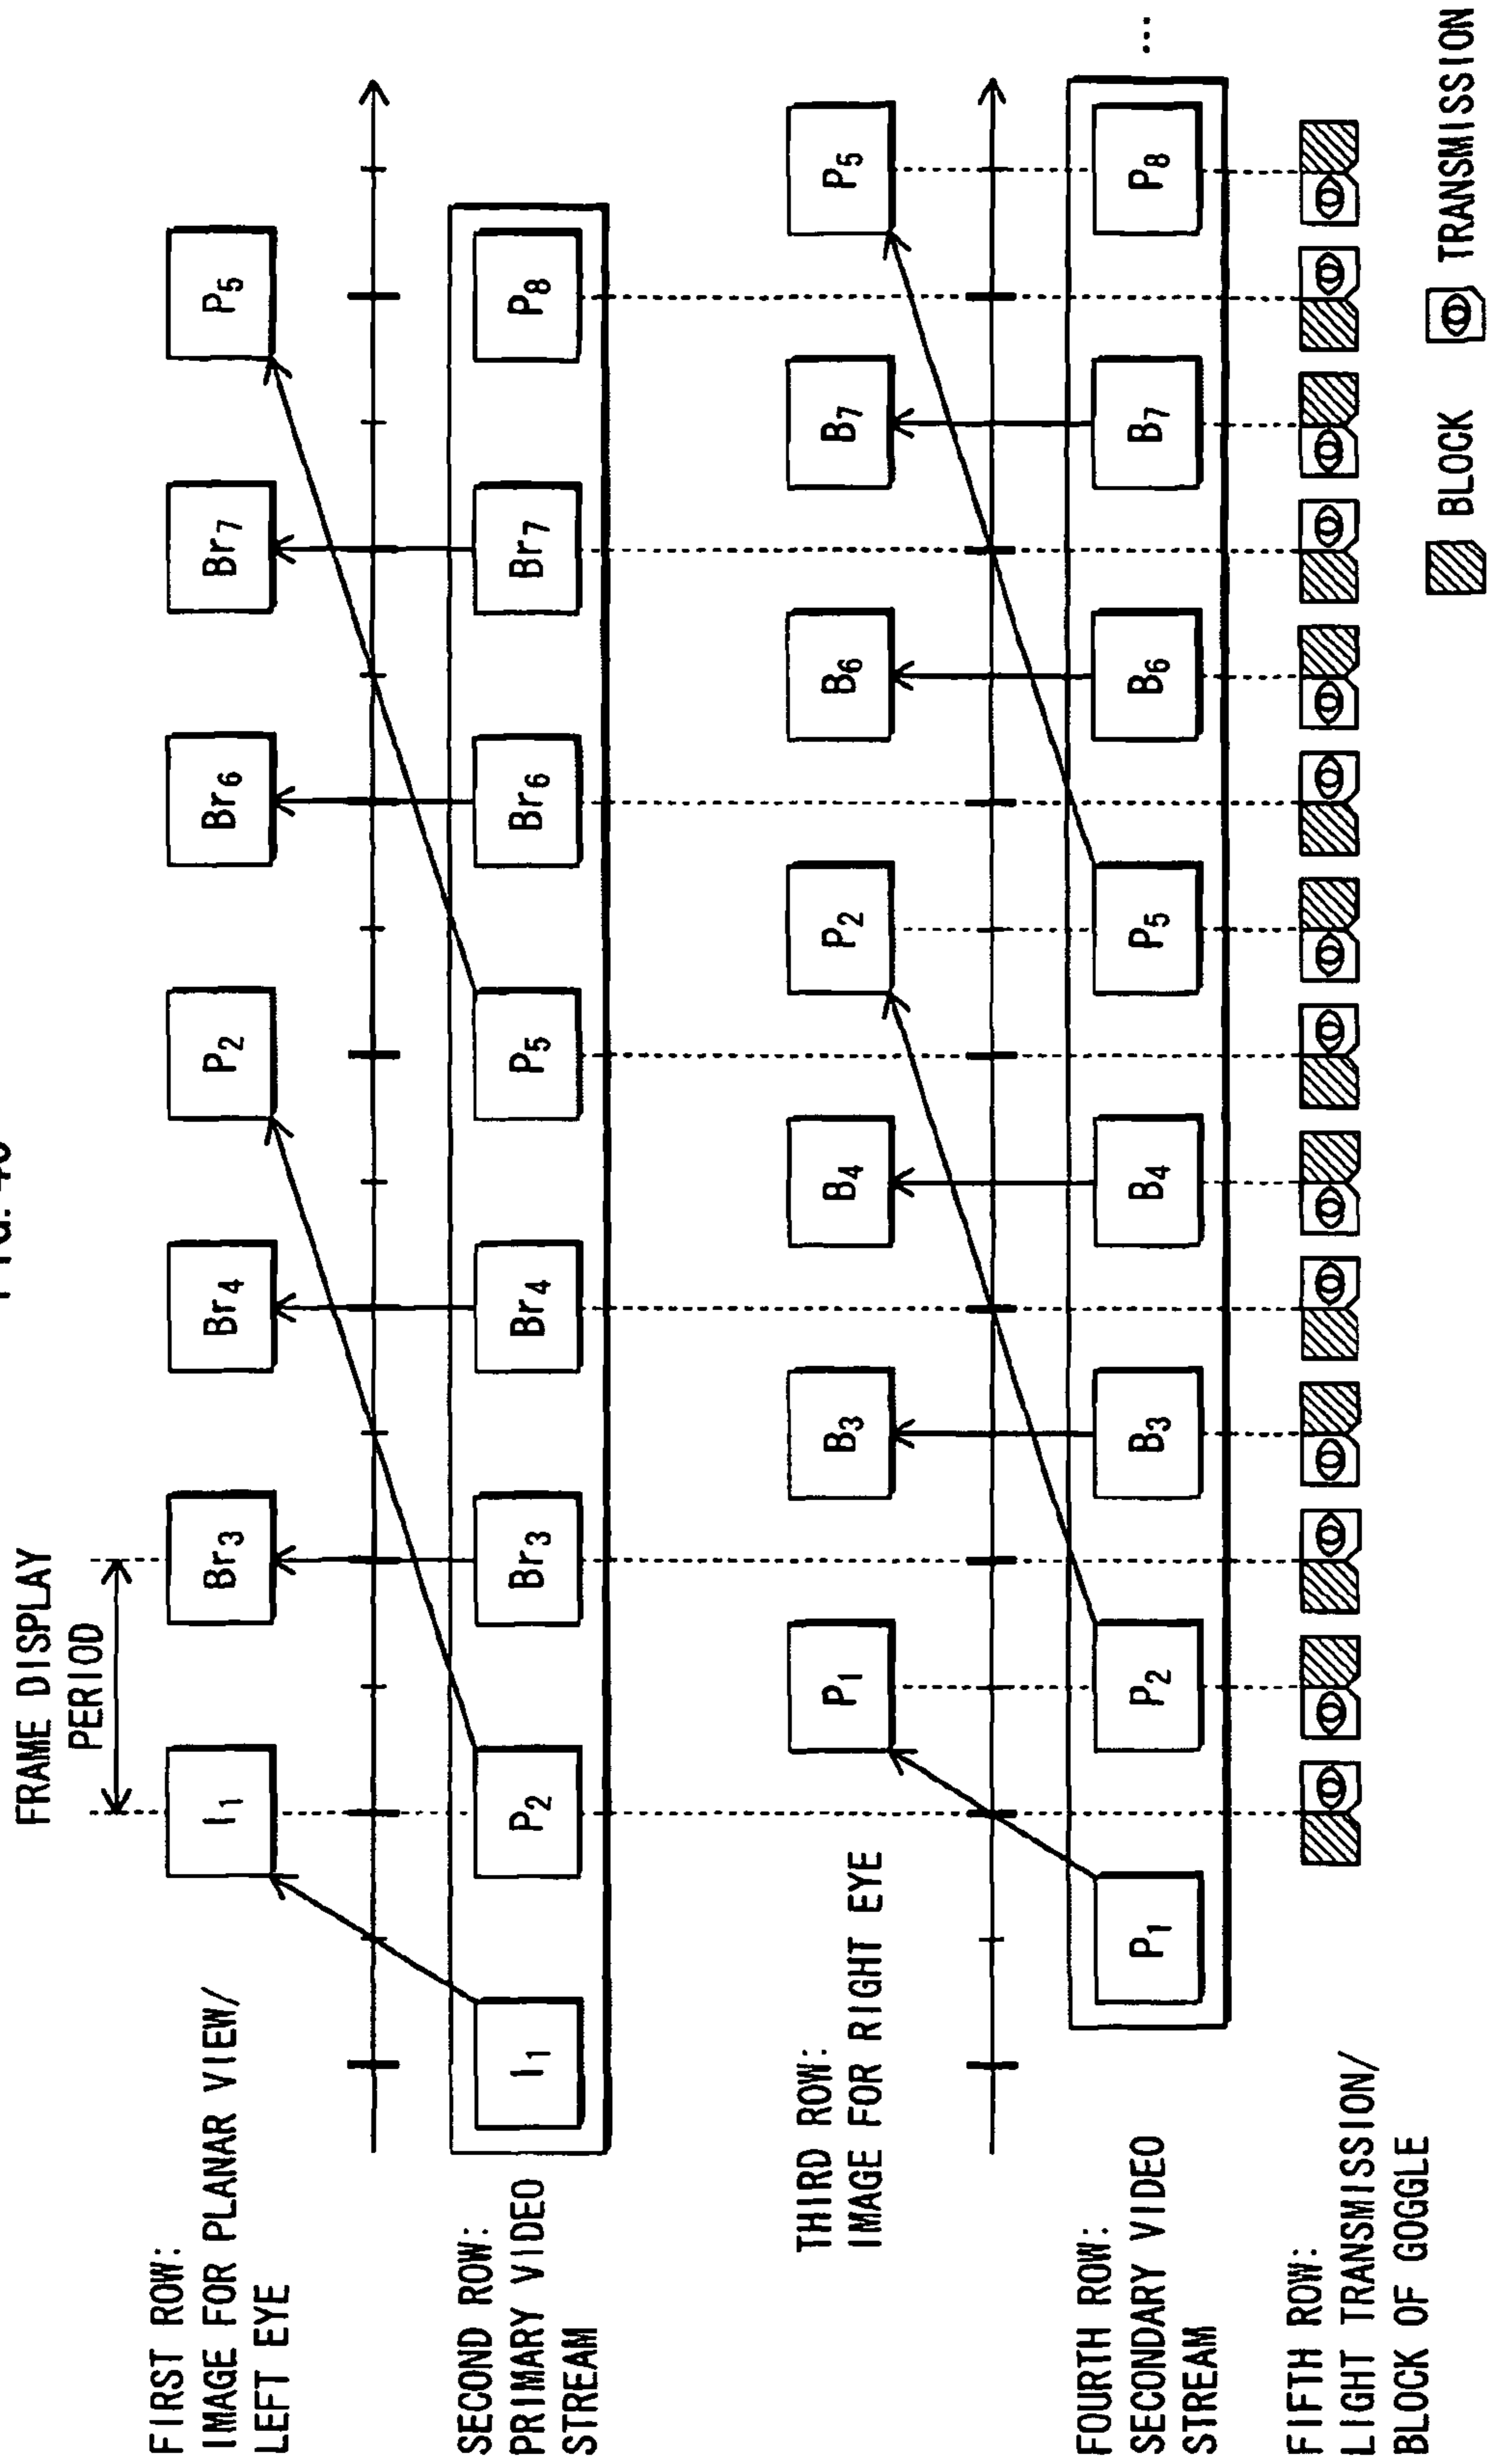 FRAME DISPLAY
PERIOD
FIRST ROW:
IMAGE FOR PLANAR VIEW/
LEFT EYE
I1 Br3 Br4 P2 Br6 Br7 P5
SECOND ROW:
PRIMARY VIDEO
STREAM
I1 P2 Br3 Br4 P5 Br6 Br7 P8
THIRD ROW:
IMAGE FOR RIGHT EYE
P1 B3 B4 P2 B6 B7 P5
FOURTH ROW:
SECONDARY VIDEO
STREAM
P1 P2 B3 B4 P5 B6 B7 P8 ...
FIFTH ROW:
LIGHT TRANSMISSION/
BLOCK OF GOGGLE
BLOCK TRANSMISSION